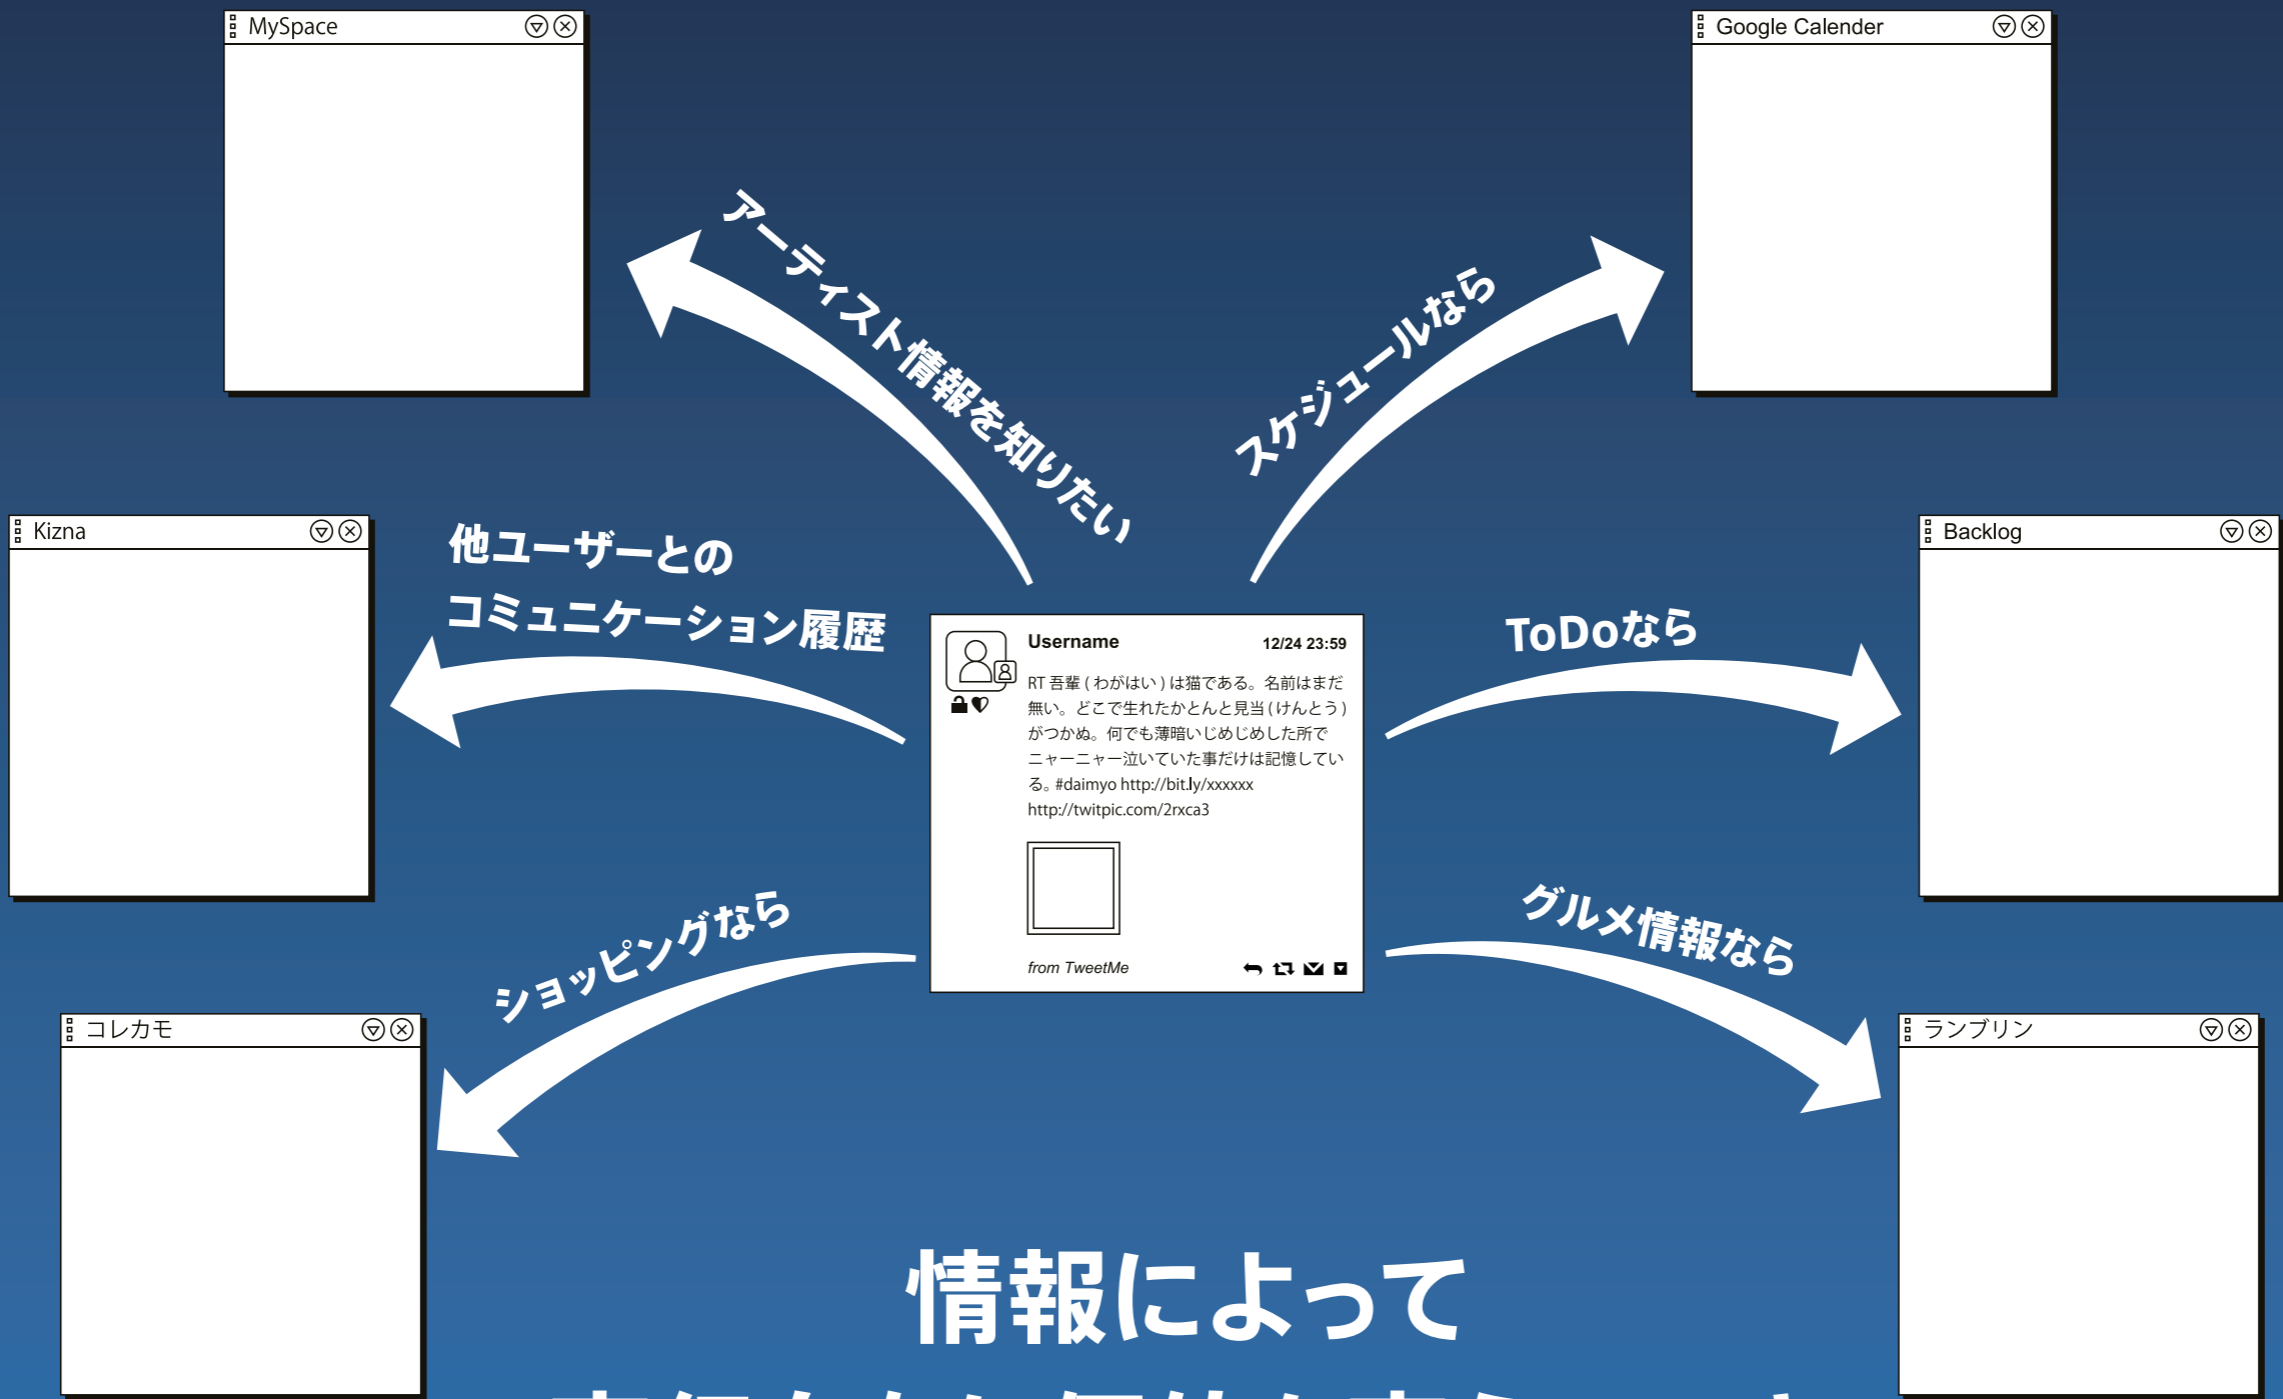 MySpace
Google Calender
アーティスト情報を知りたい
スケジュールなら
Kizna
他ユーザーとの
コミュニケーション履歴
Backlog
ToDoなら
Username
12/24 23:59
RT 吾輩 ( わがはい ) は猫である。名前はまだ
無い。どこで生れたかとんと見当 ( けんとう )
がつかぬ。何でも薄暗いじめじめした所で
ニャーニャー泣いていた事だけは記憶してい
る。#daimyo http://bit.ly/xxxxxx
http://twitpic.com/2rxca3
from TweetMe
ショッピングなら
グルメ情報なら
コレカモ
ランブリン
情報によって